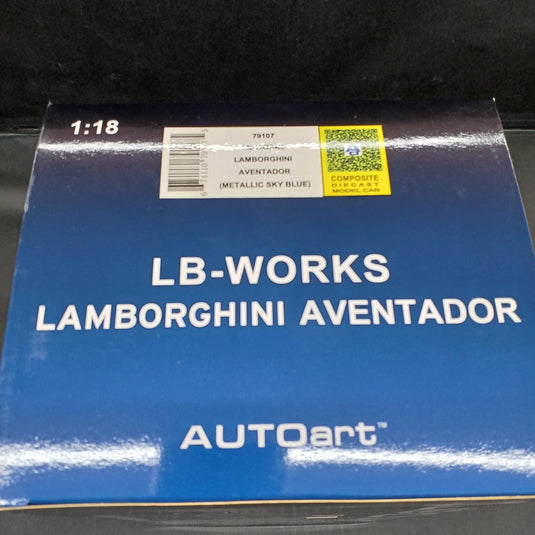 1:18
79107
LAMBORGHINI
AVENTADOR
(METALLIC SKY BLUE)
COMPOSITE
DIECAST
MODEL CAR
LB-WORKS
LAMBORGHINI AVENTADOR
AUTOart™